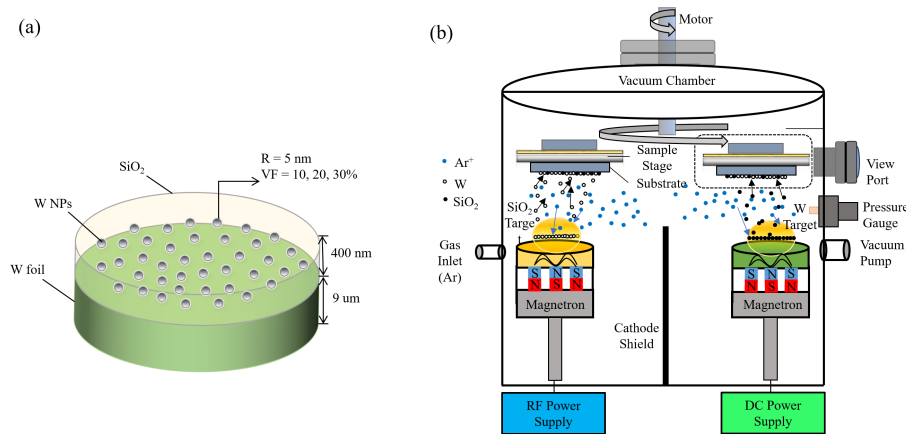 (a)
SiO2
R = 5 nm
VF = 10, 20, 30%
W NPs
W foil
400 nm
9 um
(b)
Motor
Vacuum Chamber
Ar+
W
SiO2
Sample
Stage
Substrate
SiO2
Targe
t
W
Target
View
Port
Pressure
Gauge
Gas
Inlet
(Ar)
Vacuum
Pump
S N S
N S N
Magnetron
S N S
N S N
Magnetron
Cathode
Shield
RF Power
Supply
DC Power
Supply